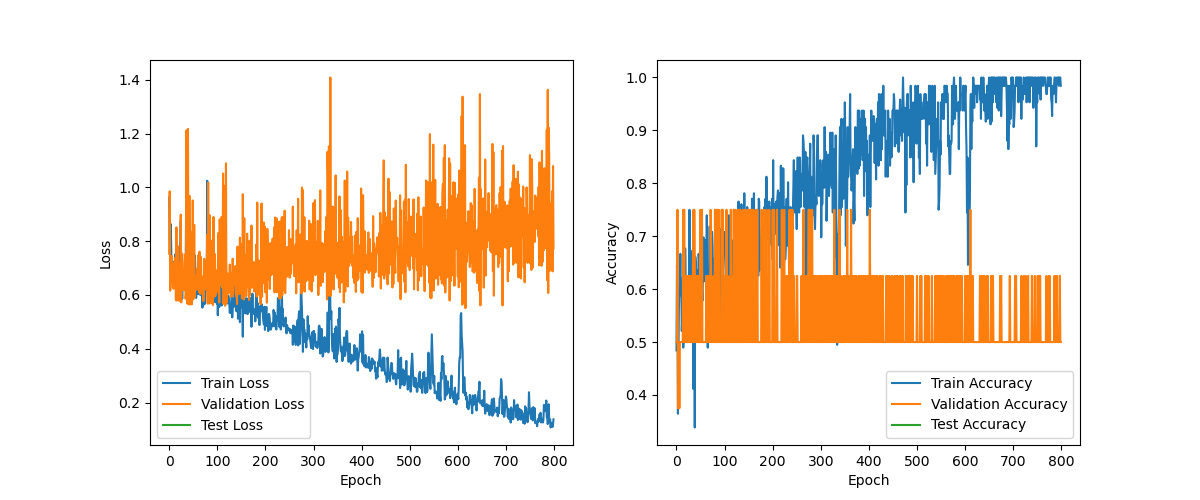 1.4
1.2
1.0
0.8
0.6
0.4
0.2
Loss
Train Loss
Validation Loss
Test Loss
0 100 200 300 400 500 600 700 800
Epoch
1.0
0.9
0.8
0.7
0.6
0.5
0.4
Accuracy
Train Accuracy
Validation Accuracy
Test Accuracy
0 100 200 300 400 500 600 700 800
Epoch